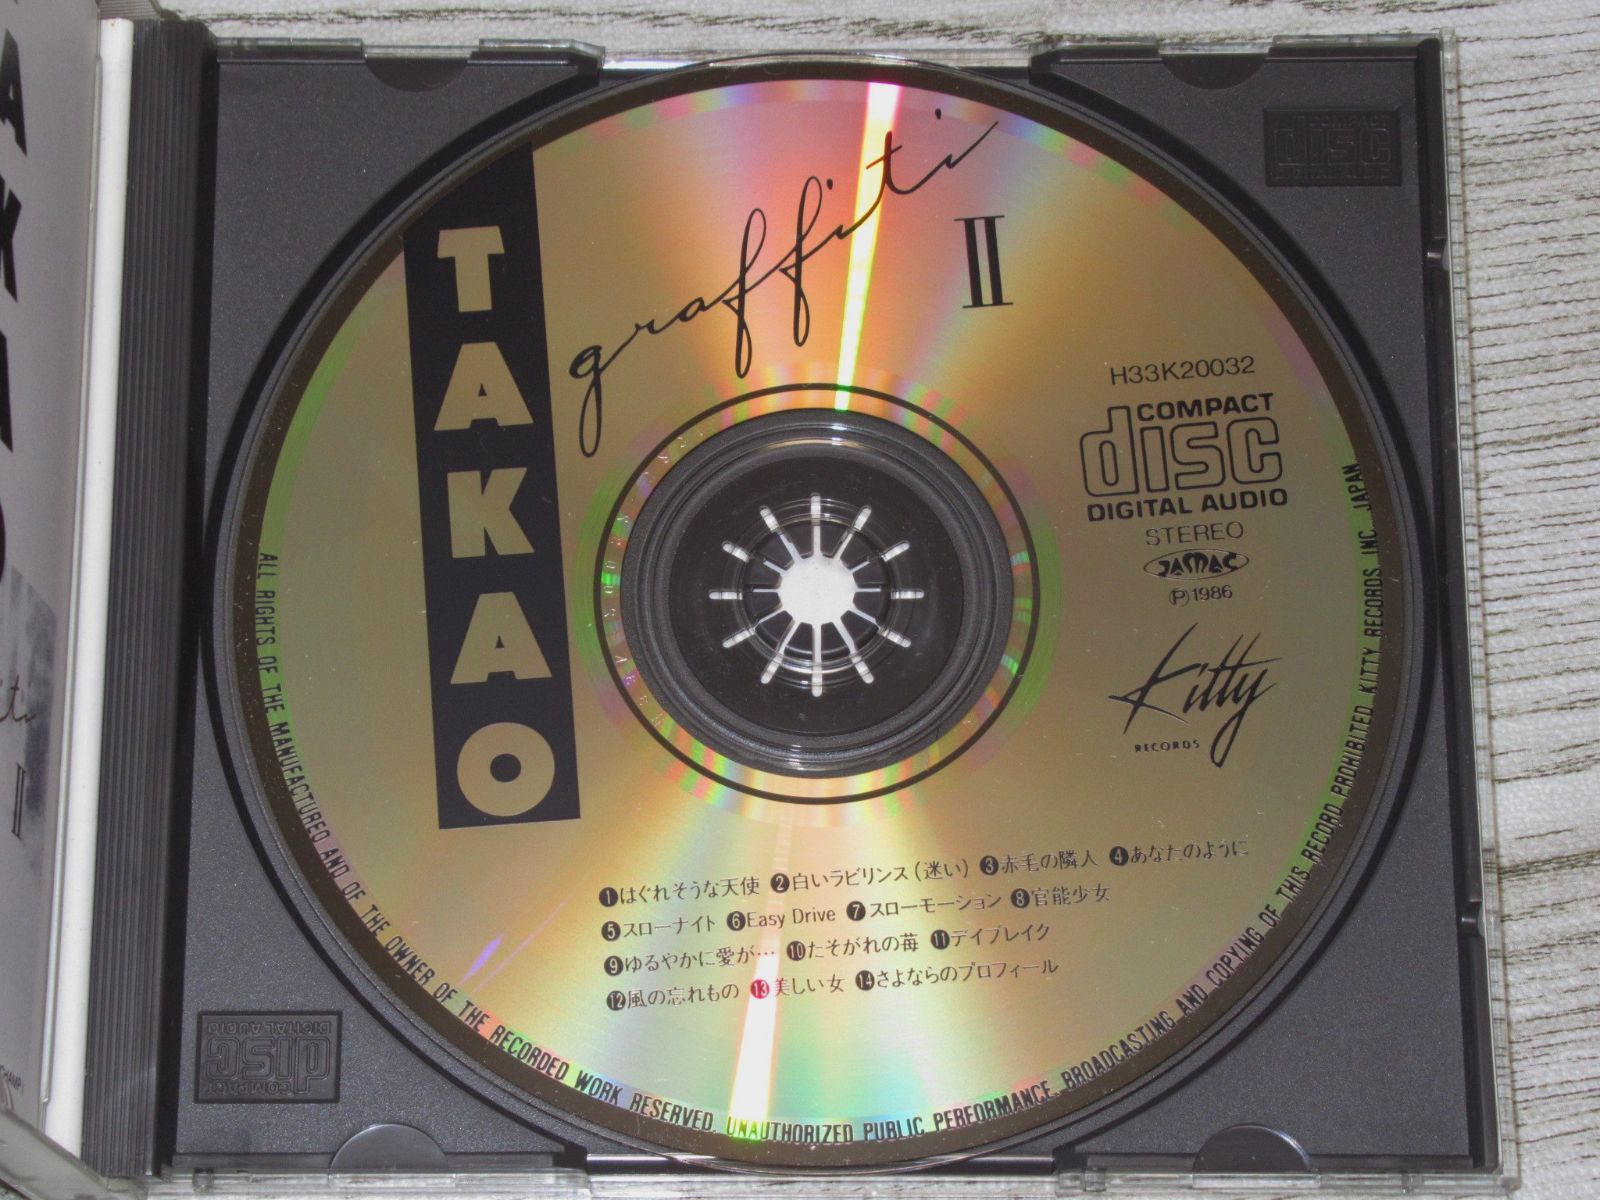 TAKAO
graffiti
II
H33K20032
COMPACT
disc
DIGITAL AUDIO
STEREO
JASRAC
Ⓟ1986
Kitty
RECORDS
❶はぐれそうな天使 ❷白いラビリンス(迷い) ❸赤毛の隣人 ❹あなたのように
❺スローナイト ❻Easy Drive ❼スローモーション ❽官能少女
❾ゆるやかに愛が… ❿たそがれの苺 ⓫デイブレイク
⓬風の忘れもの ⓭美しい女 ⓮さよならのプロフィール
ALL RIGHTS OF THE MANUFACTURED AND OF THE OWNER OF THE RECORDED WORK RESERVED. UNAUTHORIZED PUBLIC PERFORMANCE. BROADCASTING AND COPYING OF THIS RECORD PROHIBITED KITTY RECORDS INC. JAPAN
COMPACT
disc
DIGITAL AUDIO
COMPACT
disc
DIGITAL AUDIO
II